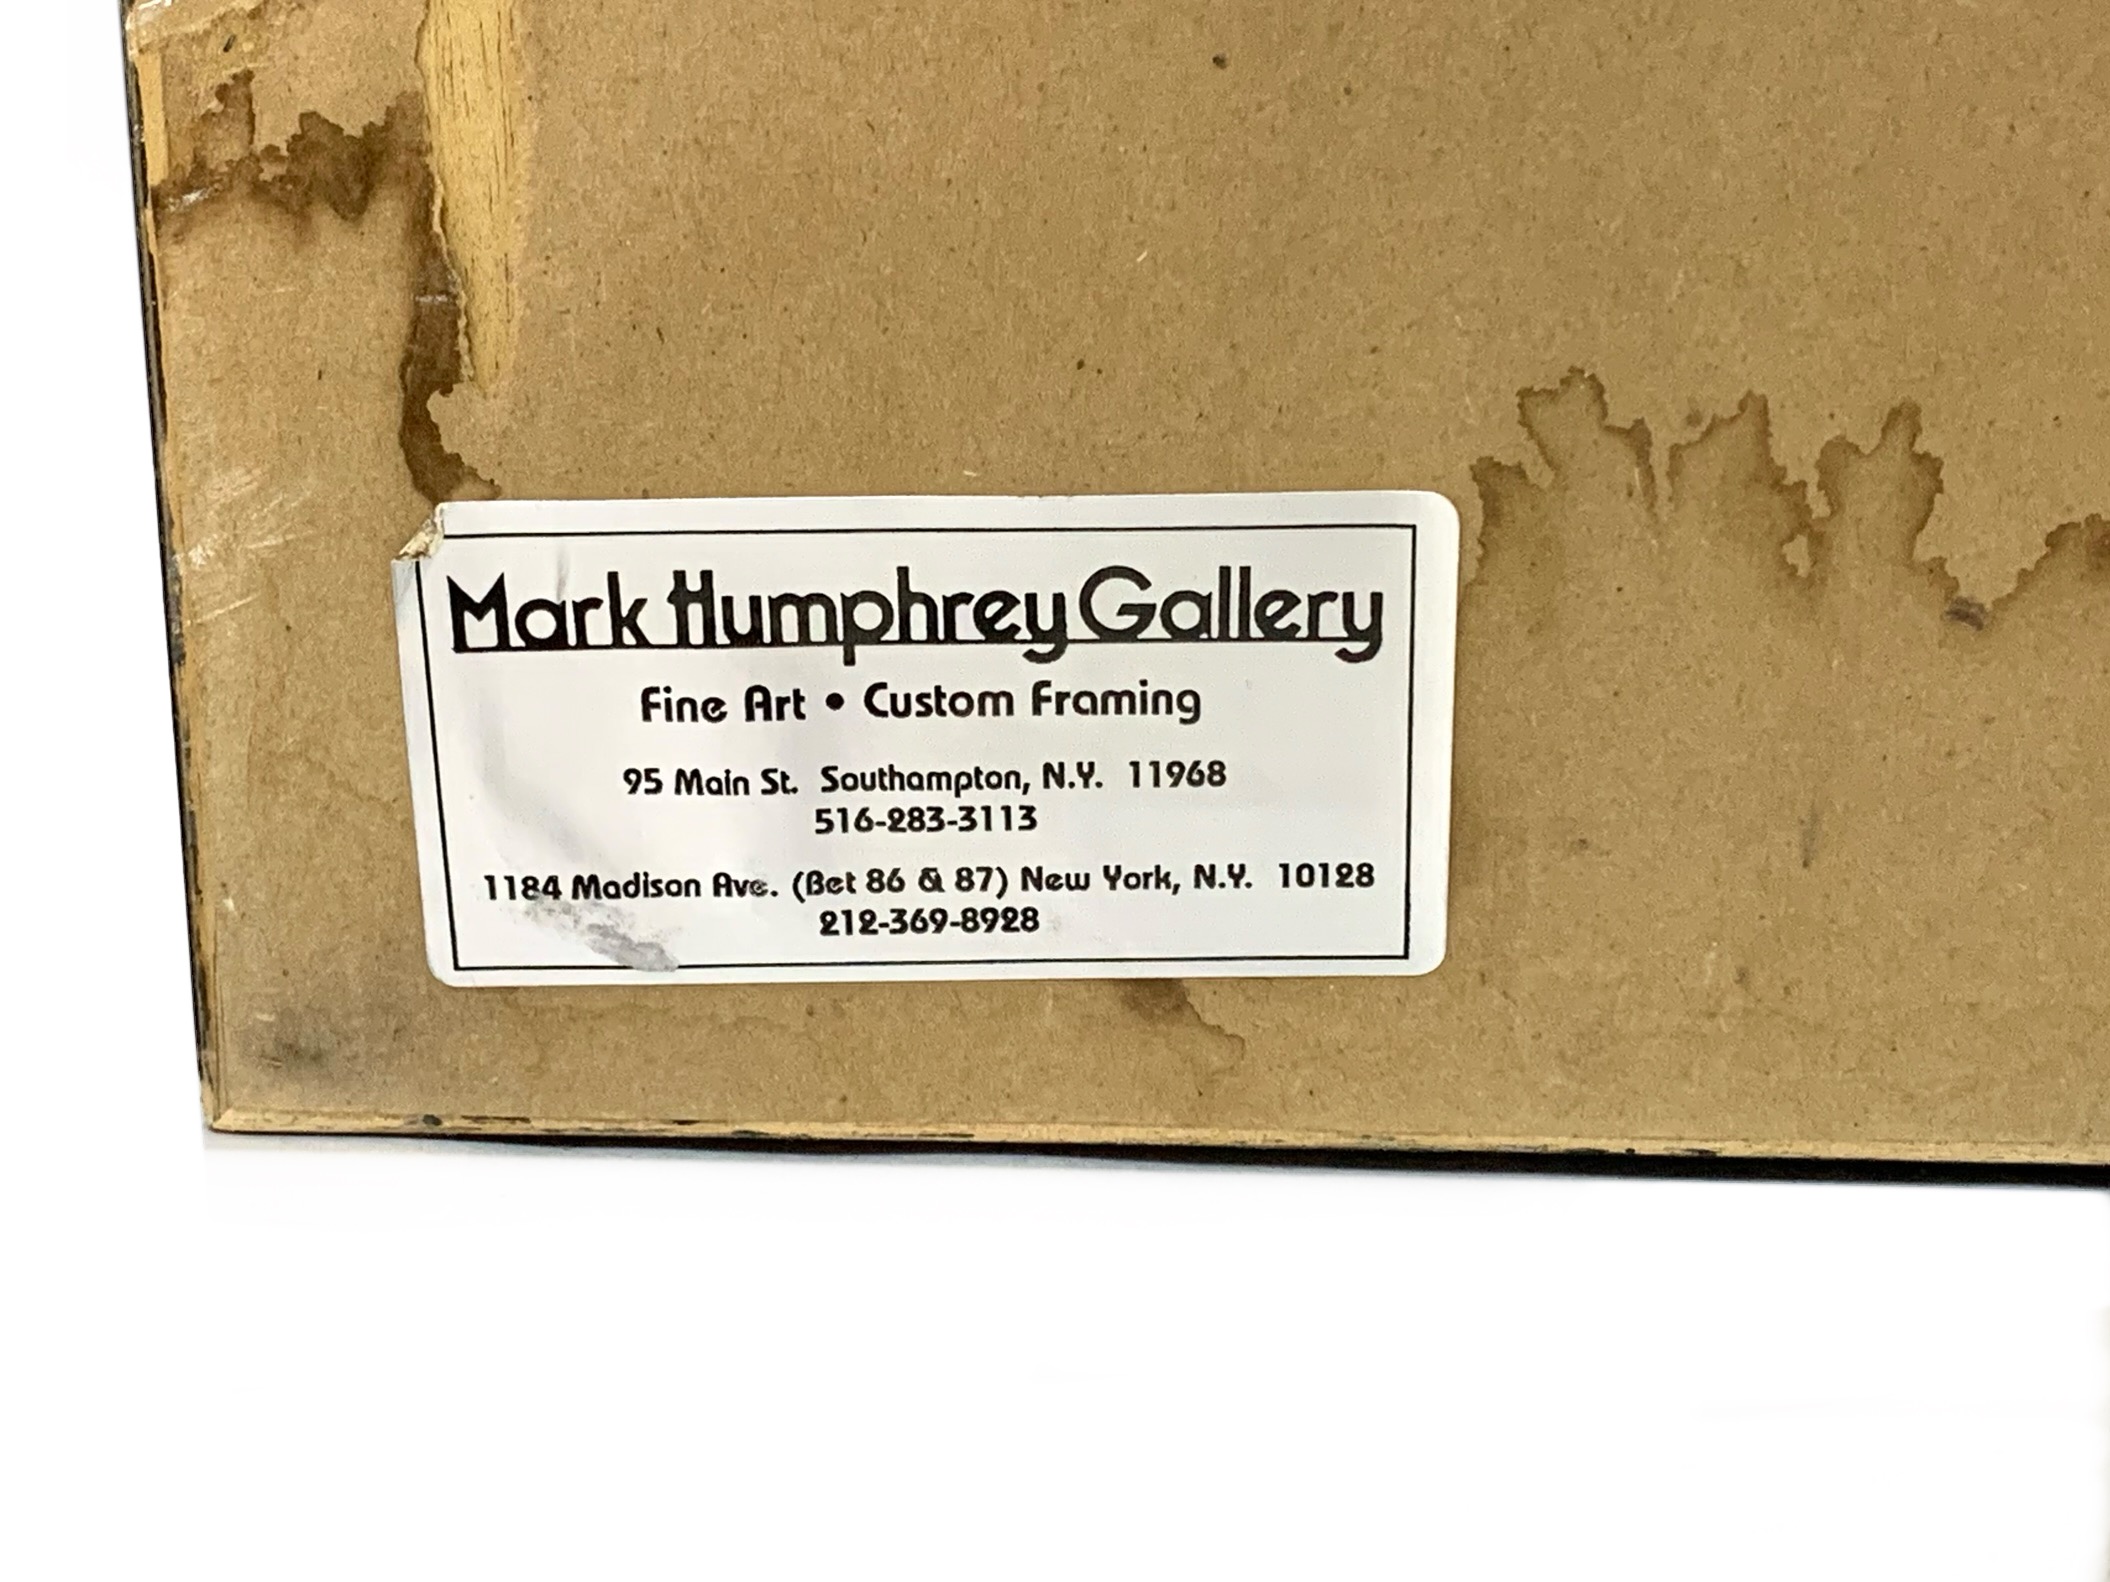 Mark Humphrey Gallery
Fine Art • Custom Framing
95 Main St. Southampton, N.Y. 11968
516-283-3113
1184 Madison Ave. (Bet 86 & 87) New York, N.Y. 10128
212-369-8928